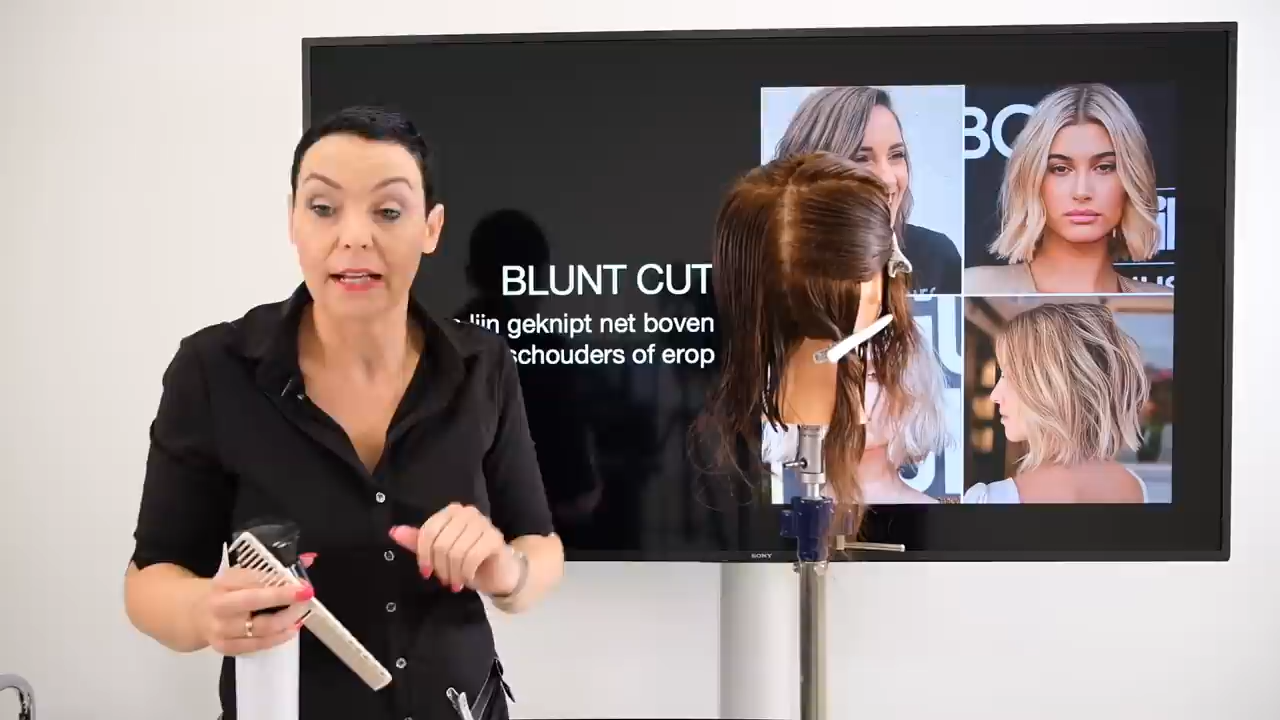 BLUNT CUT
lijn geknipt net boven
schouders of erop
BO
SONY